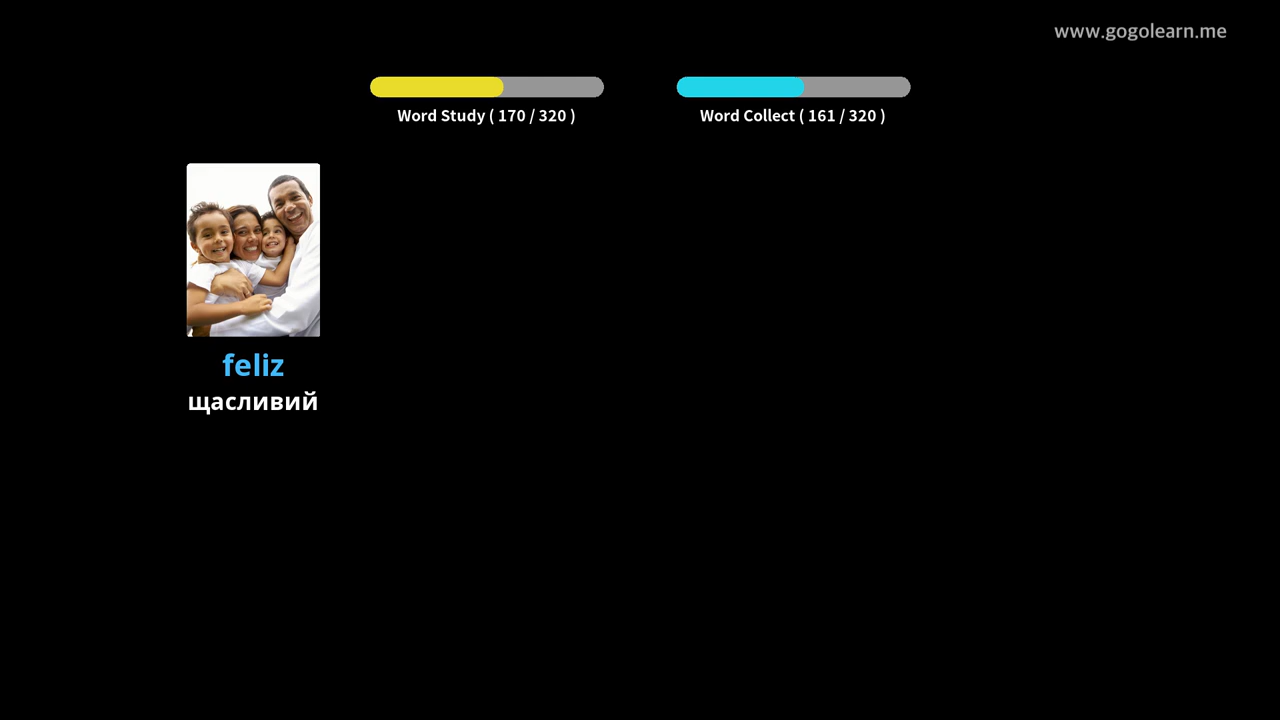 www.gogolearn.me
Word Study ( 170 / 320 )
Word Collect ( 161 / 320 )
feliz
щасливий